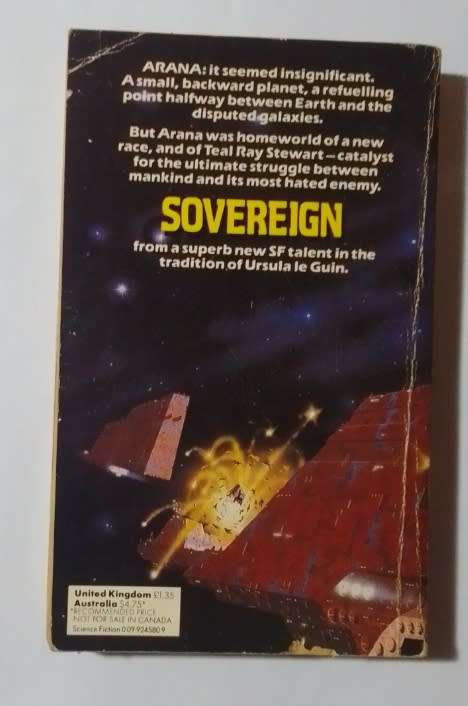 ARANA: it seemed insignificant.
A small, backward planet, a refuelling
point halfway between Earth and the
disputed galaxies.
But Arana was homeworld of a new
race, and of Teal Ray Stewart – catalyst
for the ultimate struggle between
mankind and its most hated enemy.
SOVEREIGN
from a superb new SF talent in the
tradition of Ursula le Guin.
United Kingdom £1.35
Australia $4.75*
*RECOMMENDED PRICE
NOT FOR SALE IN CANADA
Science Fiction 0 09 924580 9